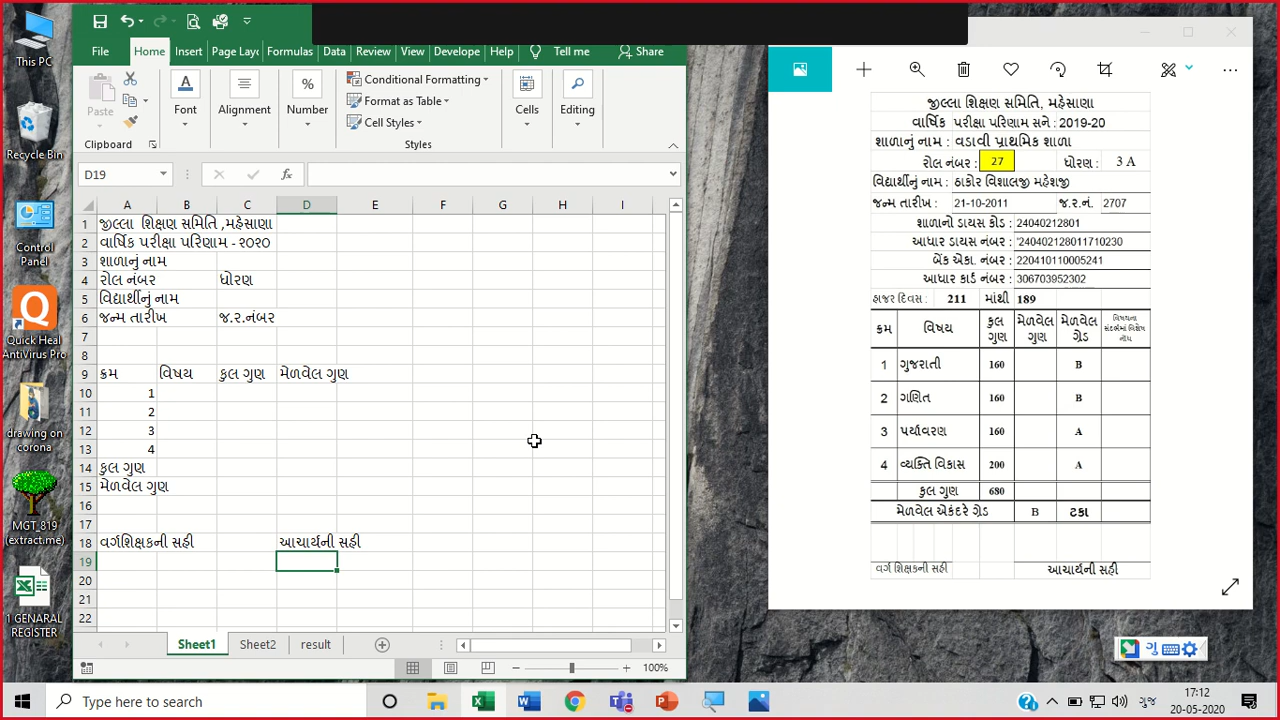 This PC
Recycle Bin
Control
Panel
Quick Heal
AntiVirus Pro
drawing on
corona
MGT_819
(extract.me)
1 GENARAL
REGISTER
File Home Insert Page Layo Formulas Data Review View Develope Help Tell me Share
Paste
Clipboard
Font
Alignment
%
Number
Conditional Formatting
Format as Table
Cell Styles
Styles
Cells
Editing
D19
fx
A B C D E F G H I
1 જીલ્લા શિક્ષણ સમિતિ ,મહેસાણા
2 વાર્ષિક પરીક્ષા પરિણામ - ૨૦૨૦
3 શાળાનું નામ
4 રોલ નંબર ધોરણ
5 વિદ્યાર્થીનું નામ
6 જન્મ તારીખ જ.ર.નંબર
7
8
9 ક્રમ વિષય કુલ ગુણ મેળવેલ ગુણ
10 1
11 2
12 3
13 4
14 કુલ ગુણ
15 મેળવેલ ગુણ
16
17
18 વર્ગશિક્ષકની સહી આચાર્યની સહી
19
20
21
22
Sheet1 Sheet2 result
100%
જીલ્લા શિક્ષણ સમિતિ, મહેસાણા
વાર્ષિક પરીક્ષા પરિણામ સને : 2019-20
શાળાનું નામ : વડાવી પ્રાથમિક શાળા
રોલ નંબર : 27 ધોરણ : 3 A
વિદ્યાર્થીનું નામ : ઠાકોર વિશાલજી મહેશજી
જન્મ તારીખ : 21-10-2011 જ.ર.નં. 2707
શાળાનો ડાયસ કોડ : 24040212801
આધાર ડાયસ નંબર : '240402128011710230
બેંક એકા. નંબર : 220410110005241
આધાર કાર્ડ નંબર : 306703952302
હાજર દિવસ : 211 માંથી 189
ક્રમ વિષય કુલ ગુણ મેળવેલ ગુણ મેળવેલ ગ્રેડ વિષયના સંદર્ભમાં વિશેષ નોંધ
1 ગુજરાતી 160 B
2 ગણિત 160 B
3 પર્યાવરણ 160 A
4 વ્યક્તિ વિકાસ 200 A
કુલ ગુણ 680
મેળવેલ એકંદરે ગ્રેડ B ટકા
વર્ગ શિક્ષકની સહી આચાર્યની સહી
ગુ
Type here to search
17:12
20-05-2020